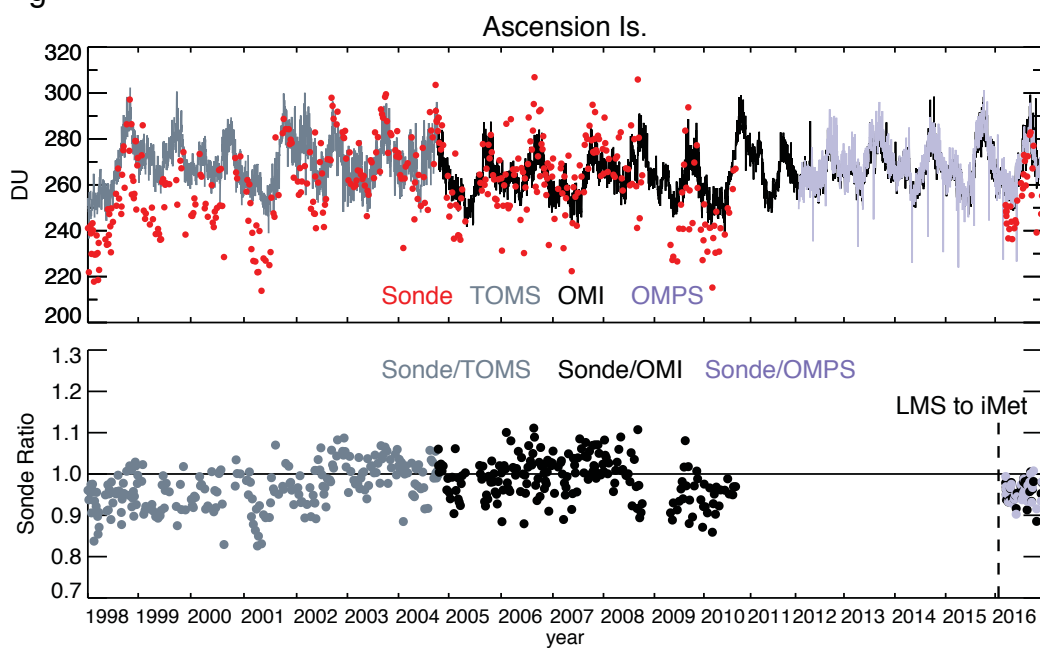 Ascension Is.
320
300
280
260
240
220
200
DU
Sonde TOMS OMI OMPS
1.3
1.2
1.1
1.0
0.9
0.8
0.7
Sonde Ratio
Sonde/TOMS Sonde/OMI Sonde/OMPS
LMS to iMet
1998 1999 2000 2001 2002 2003 2004 2005 2006 2007 2008 2009 2010 2011 2012 2013 2014 2015 2016
year